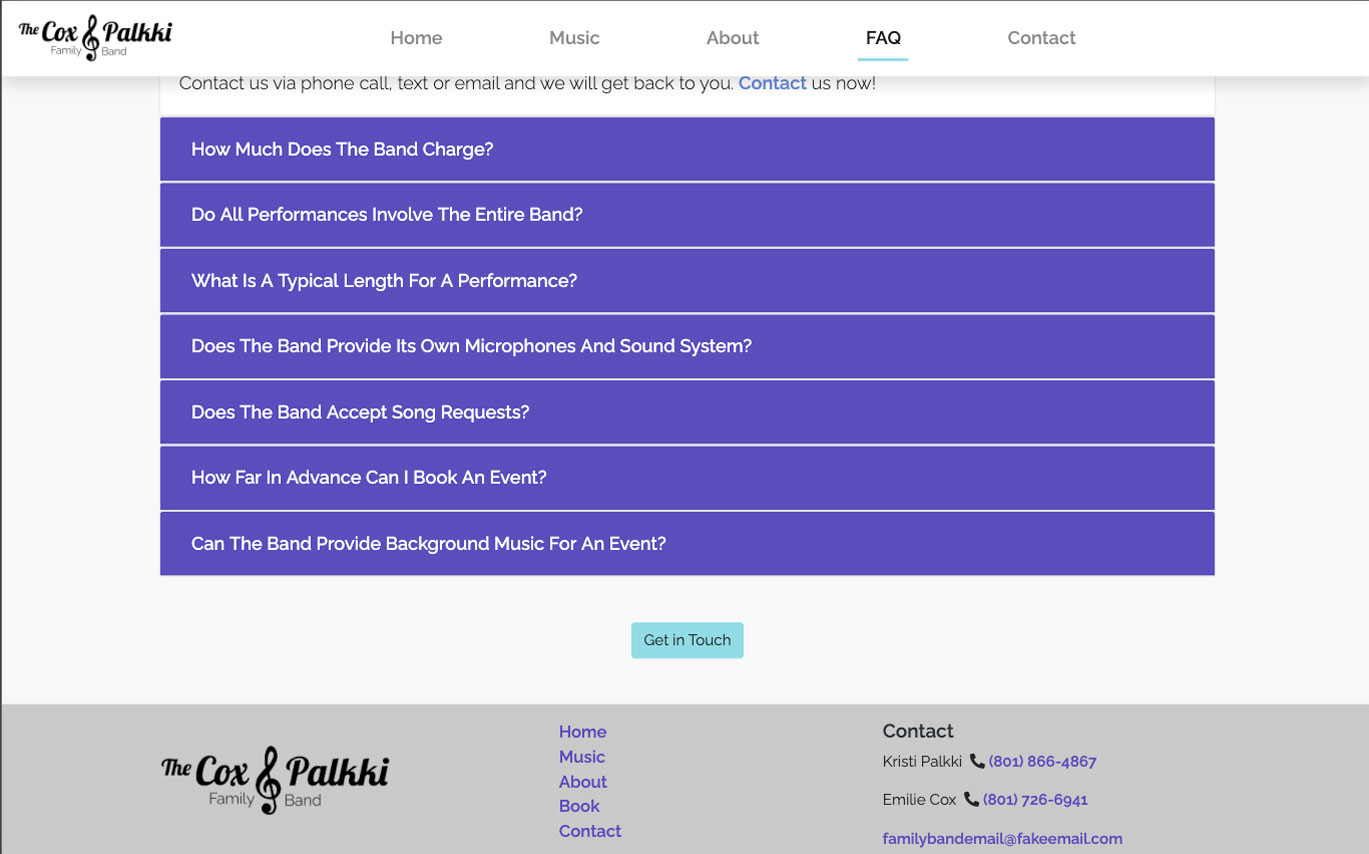 The Cox & Palkki
Family Band
Home Music About FAQ Contact
Contact us via phone call, text or email and we will get back to you. Contact us now!
How Much Does The Band Charge?
Do All Performances Involve The Entire Band?
What Is A Typical Length For A Performance?
Does The Band Provide Its Own Microphones And Sound System?
Does The Band Accept Song Requests?
How Far In Advance Can I Book An Event?
Can The Band Provide Background Music For An Event?
Get in Touch
The Cox & Palkki
Family Band
Home
Music
About
Book
Contact
Contact
Kristi Palkki (801) 866-4867
Emilie Cox (801) 726-6941
familybandemail@fakeemail.com